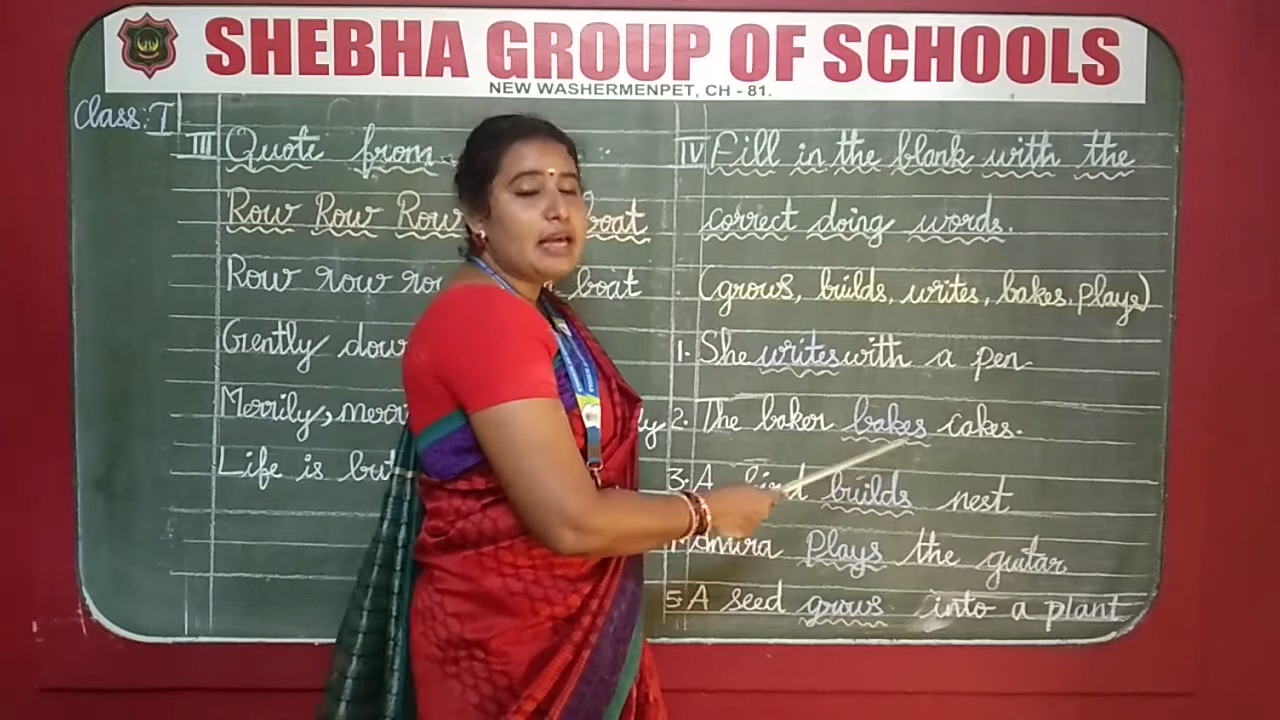 SHEBHA GROUP OF SCHOOLS
NEW WASHERMENPET, CH - 81.
Class: I
III Quote from
Row Row Row boat
Row row boat
Gently
Merrily,
Life is
IV Fill in the blank with the
correct doing words.
(grows, builds, writes, bakes, plays)
1. She writes with a pen.
2. The baker bakes cakes.
3. A builds nest
Plays the guitar
5. A seed grows into a plant